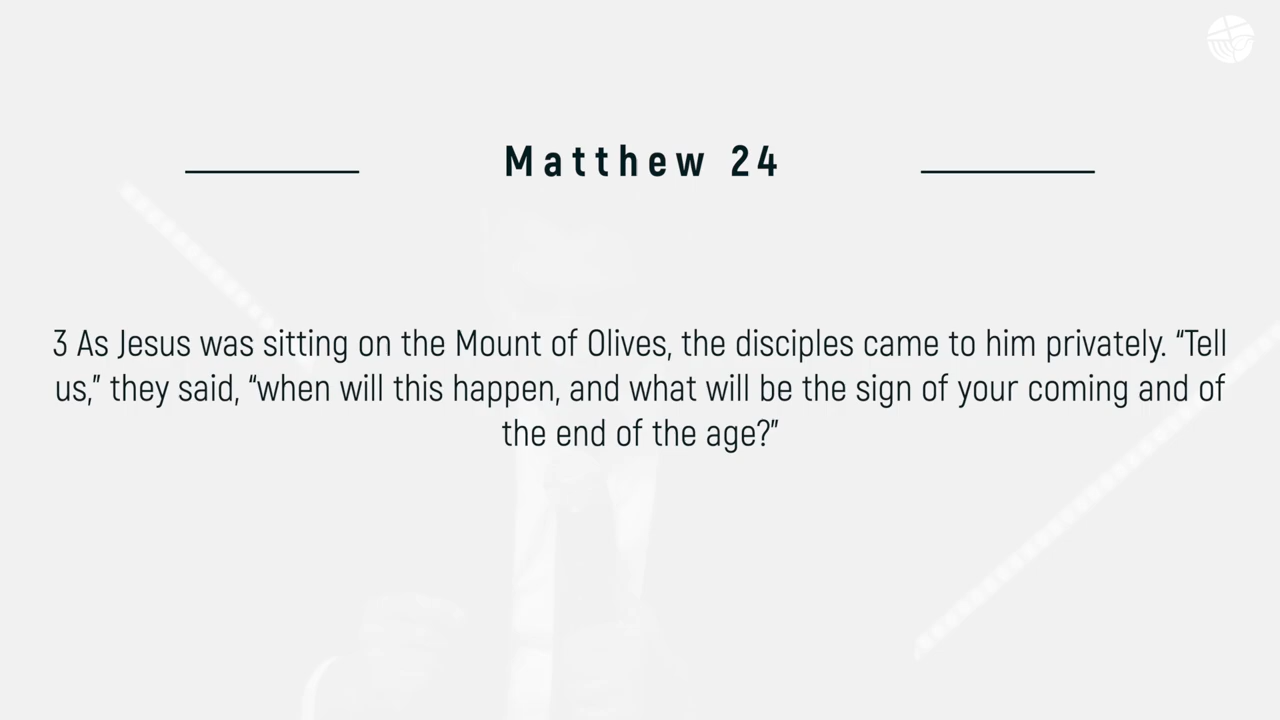 Matthew 24
3 As Jesus was sitting on the Mount of Olives, the disciples came to him privately. “Tell
us,” they said, “when will this happen, and what will be the sign of your coming and of
the end of the age?”